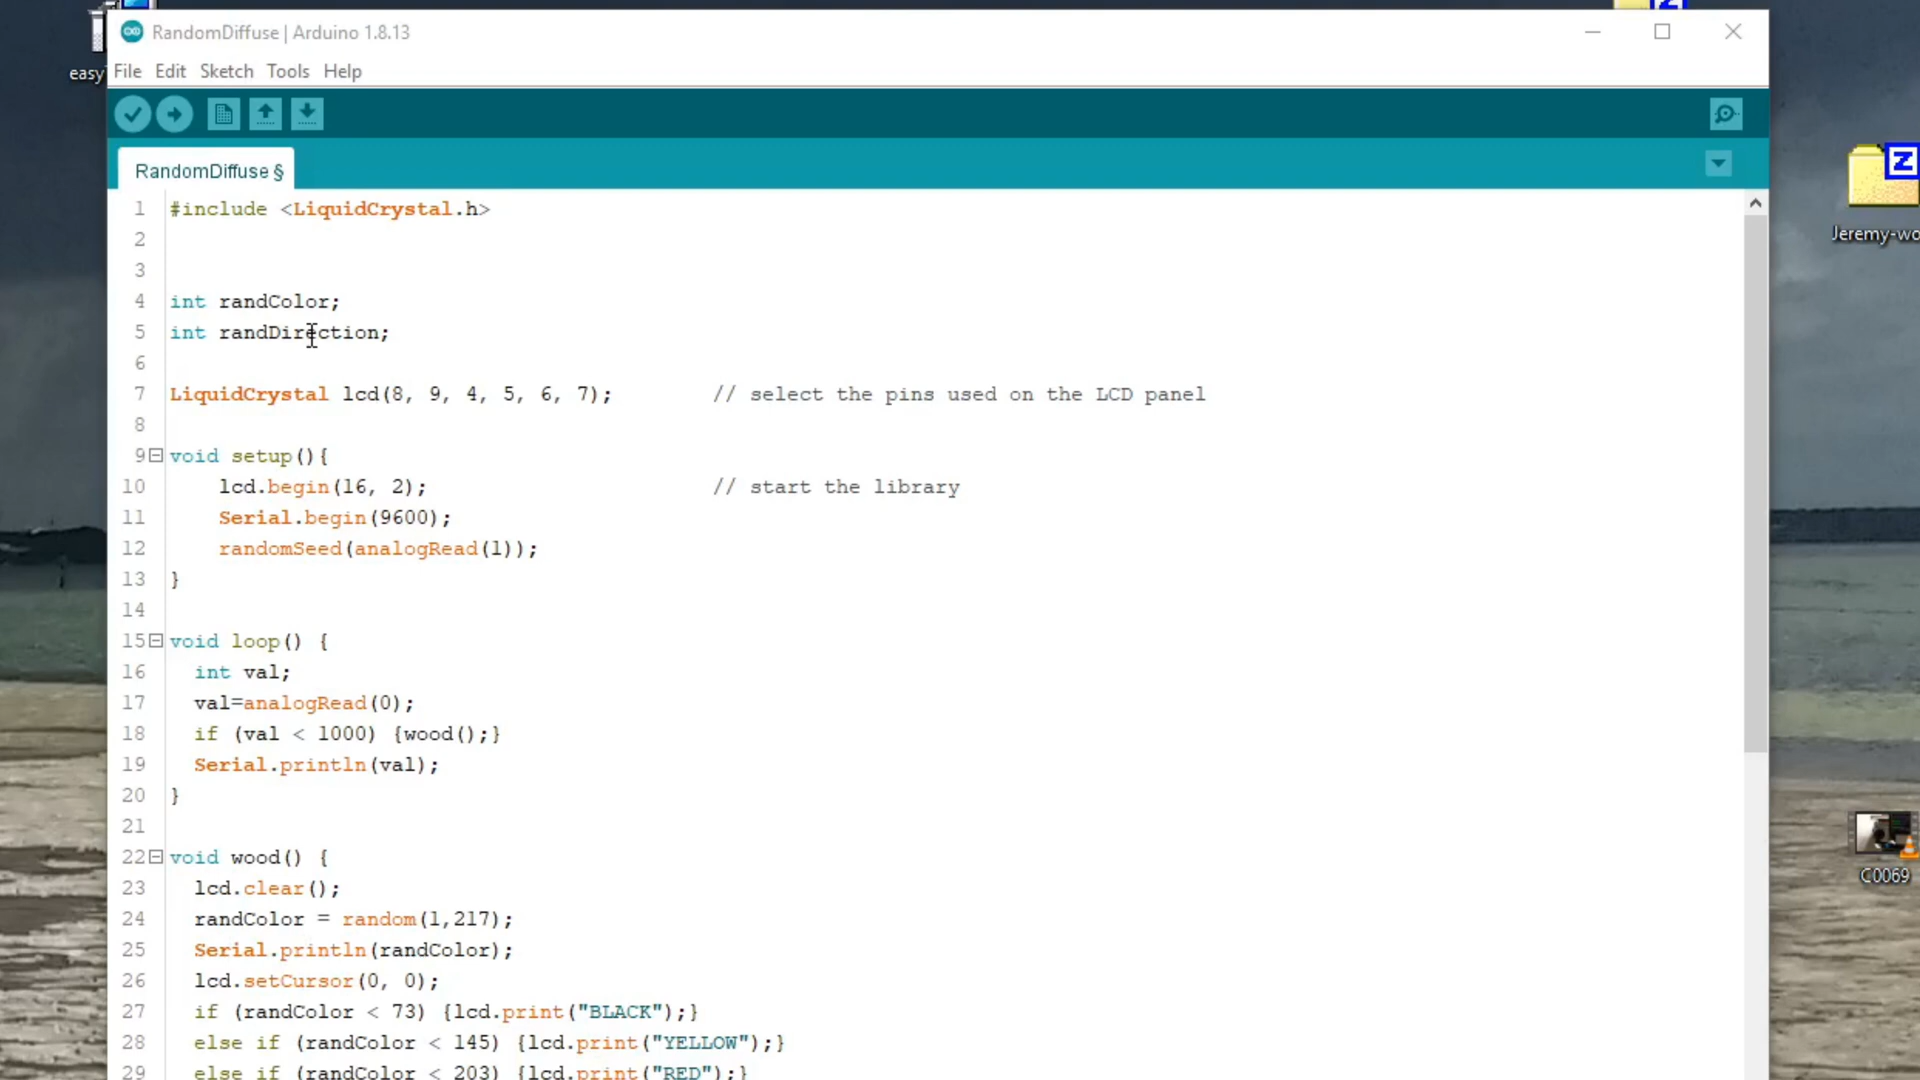 RandomDiffuse | Arduino 1.8.13
easy
File Edit Sketch Tools Help
RandomDiffuse §
1 #include <LiquidCrystal.h>
2
3
4 int randColor;
5 int randDirection;
6
7 LiquidCrystal lcd(8, 9, 4, 5, 6, 7); // select the pins used on the LCD panel
8
9 void setup(){
10 lcd.begin(16, 2); // start the library
11 Serial.begin(9600);
12 randomSeed(analogRead(1));
13 }
14
15 void loop() {
16 int val;
17 val=analogRead(0);
18 if (val < 1000) {wood();}
19 Serial.println(val);
20 }
21
22 void wood() {
23 lcd.clear();
24 randColor = random(1,217);
25 Serial.println(randColor);
26 lcd.setCursor(0, 0);
27 if (randColor < 73) {lcd.print("BLACK");}
28 else if (randColor < 145) {lcd.print("YELLOW");}
29 else if (randColor < 203) {lcd.print("RED");}
Z
Jeremy-wo
C0069